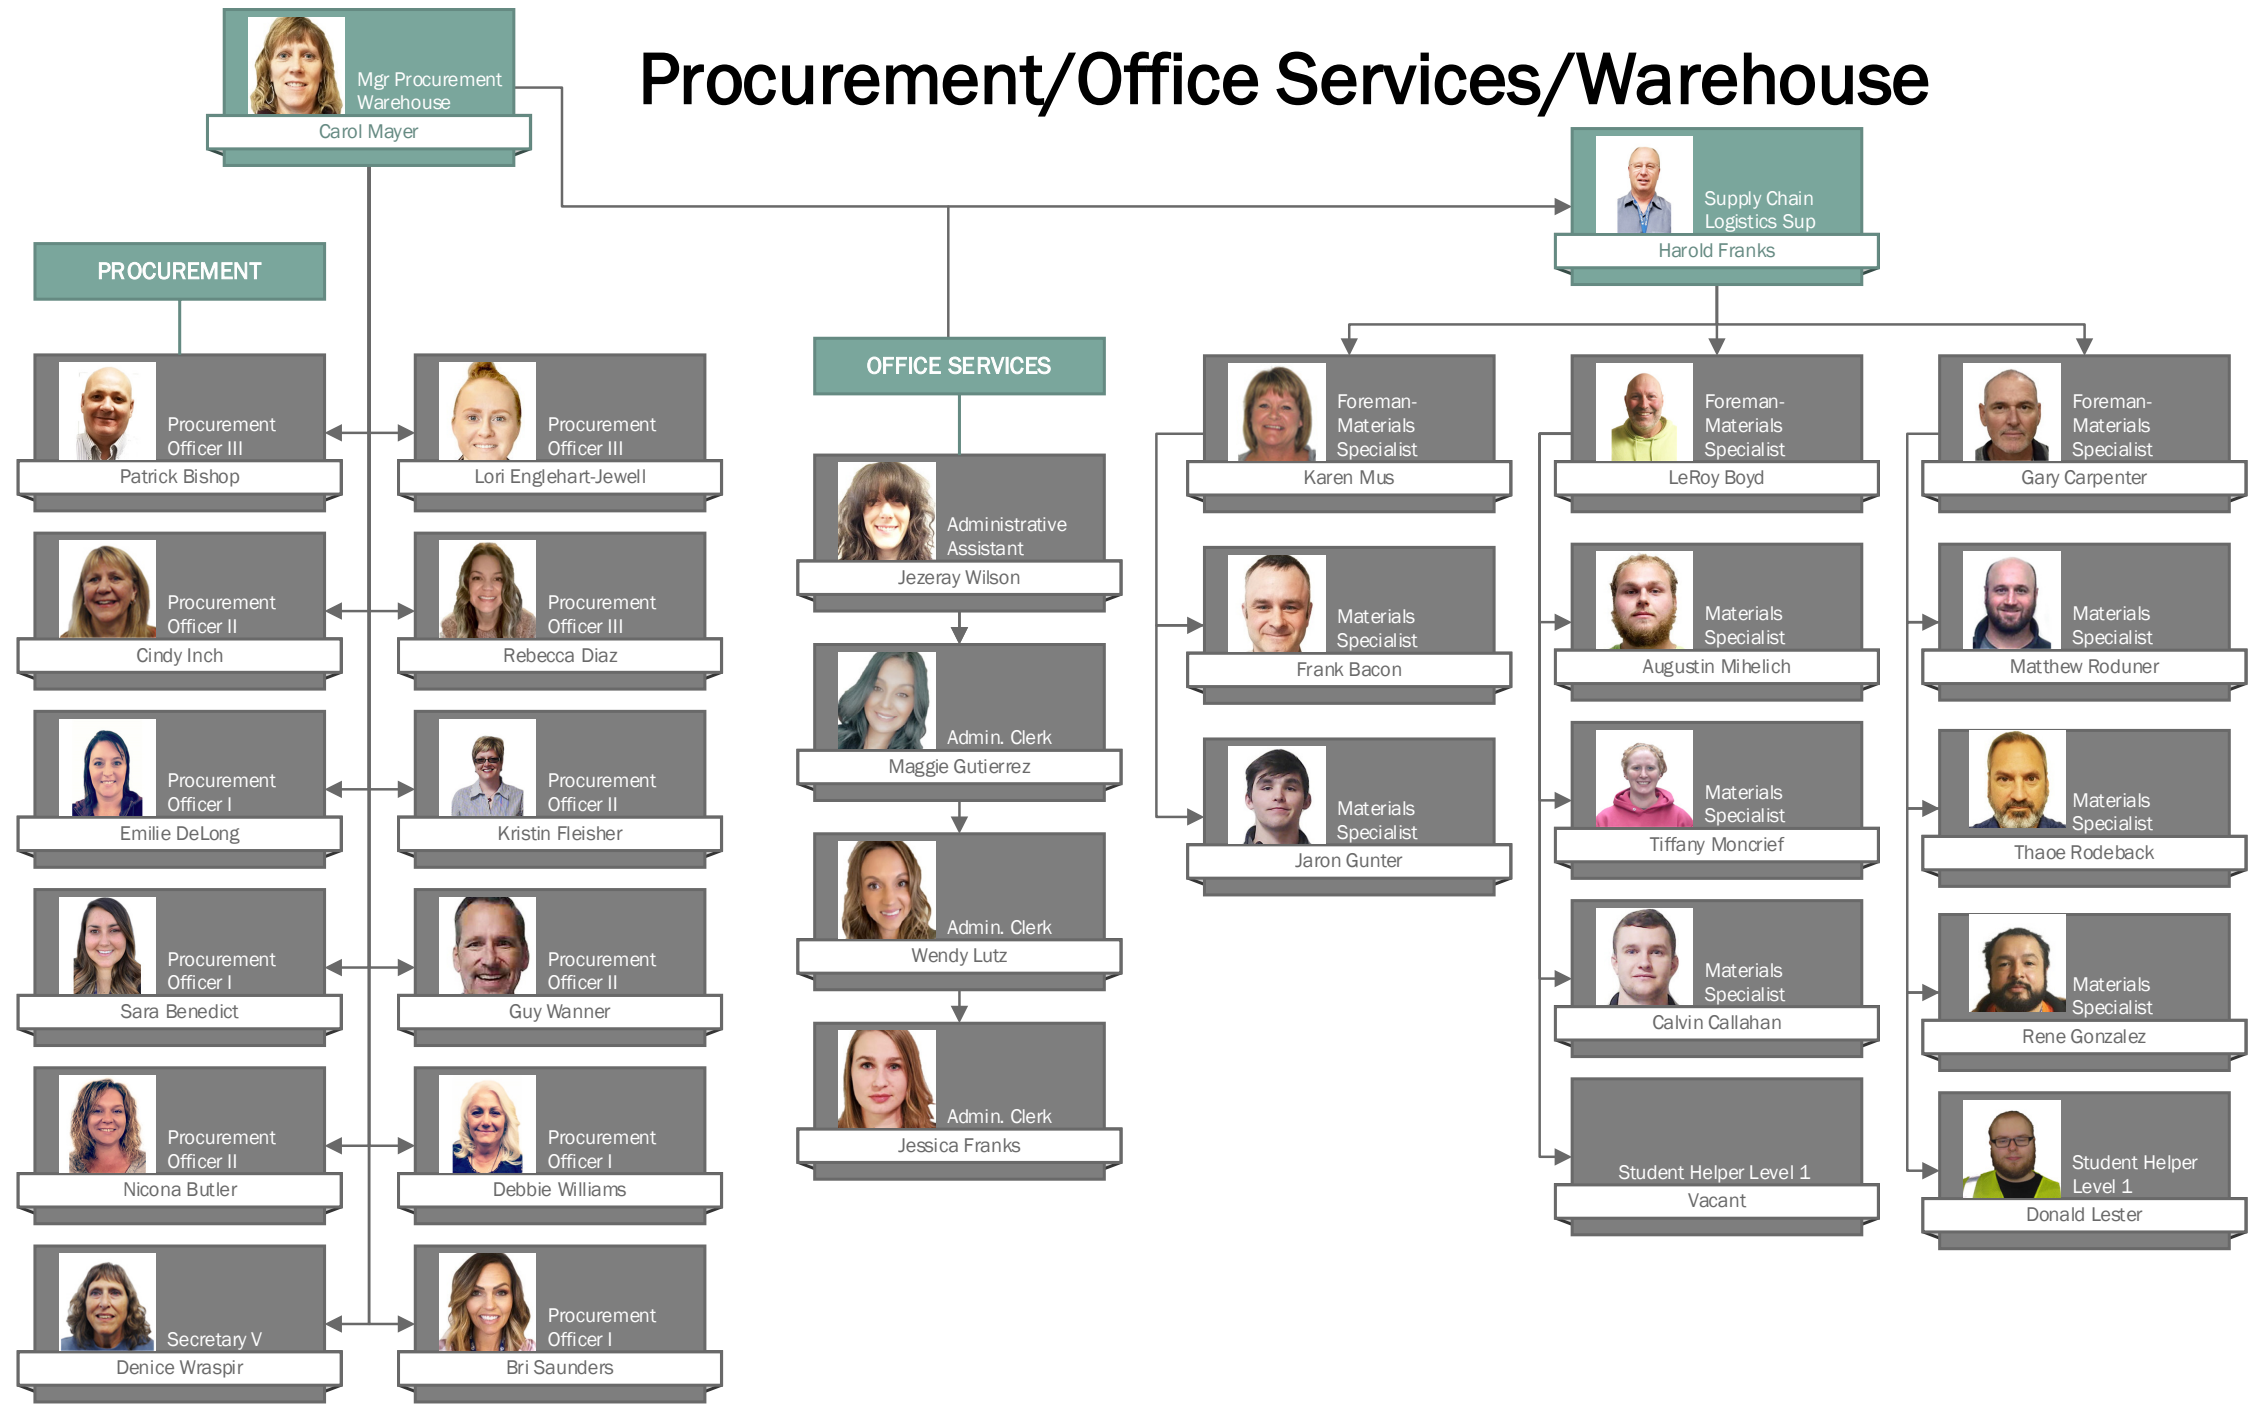 Procurement/Office Services/Warehouse
Mgr Procurement
Warehouse
Carol Mayer
Supply Chain
Logistics Sup
Harold Franks
PROCUREMENT
Procurement
Officer III
Patrick Bishop
Procurement
Officer III
Lori Englehart-Jewell
Procurement
Officer II
Cindy Inch
Procurement
Officer III
Rebecca Diaz
Procurement
Officer I
Emilie DeLong
Procurement
Officer II
Kristin Fleisher
Procurement
Officer I
Sara Benedict
Procurement
Officer II
Guy Wanner
Procurement
Officer II
Nicona Butler
Procurement
Officer I
Debbie Williams
Secretary V
Denice Wraspir
Procurement
Officer I
Bri Saunders
OFFICE SERVICES
Administrative
Assistant
Jezeray Wilson
Admin. Clerk
Maggie Gutierrez
Admin. Clerk
Wendy Lutz
Admin. Clerk
Jessica Franks
Foreman-
Materials
Specialist
Karen Mus
Materials
Specialist
Frank Bacon
Materials
Specialist
Jaron Gunter
Foreman-
Materials
Specialist
LeRoy Boyd
Materials
Specialist
Augustin Mihelich
Materials
Specialist
Tiffany Moncrief
Materials
Specialist
Calvin Callahan
Student Helper Level 1
Vacant
Foreman-
Materials
Specialist
Gary Carpenter
Materials
Specialist
Matthew Roduner
Materials
Specialist
Thaoe Rodeback
Materials
Specialist
Rene Gonzalez
Student Helper
Level 1
Donald Lester